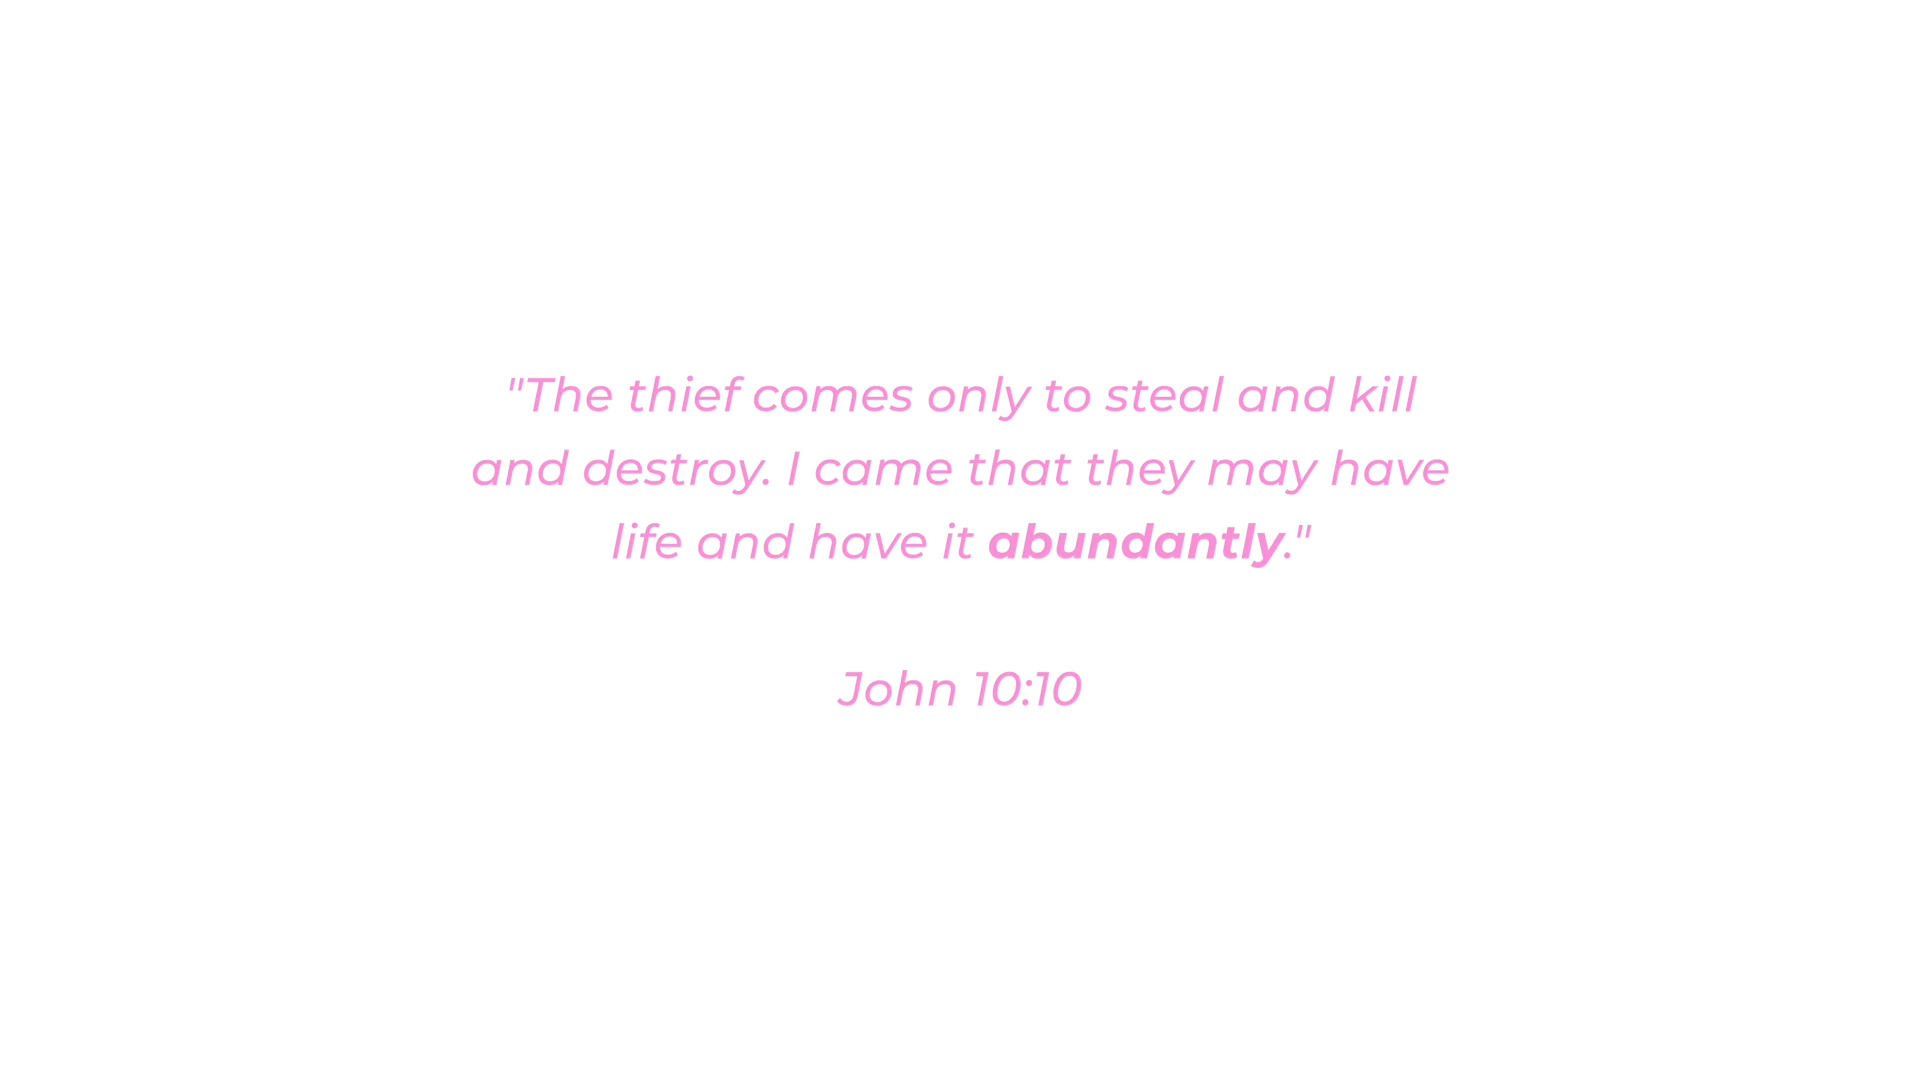 "The thief comes only to steal and kill
and destroy. I came that they may have
life and have it abundantly."
John 10:10